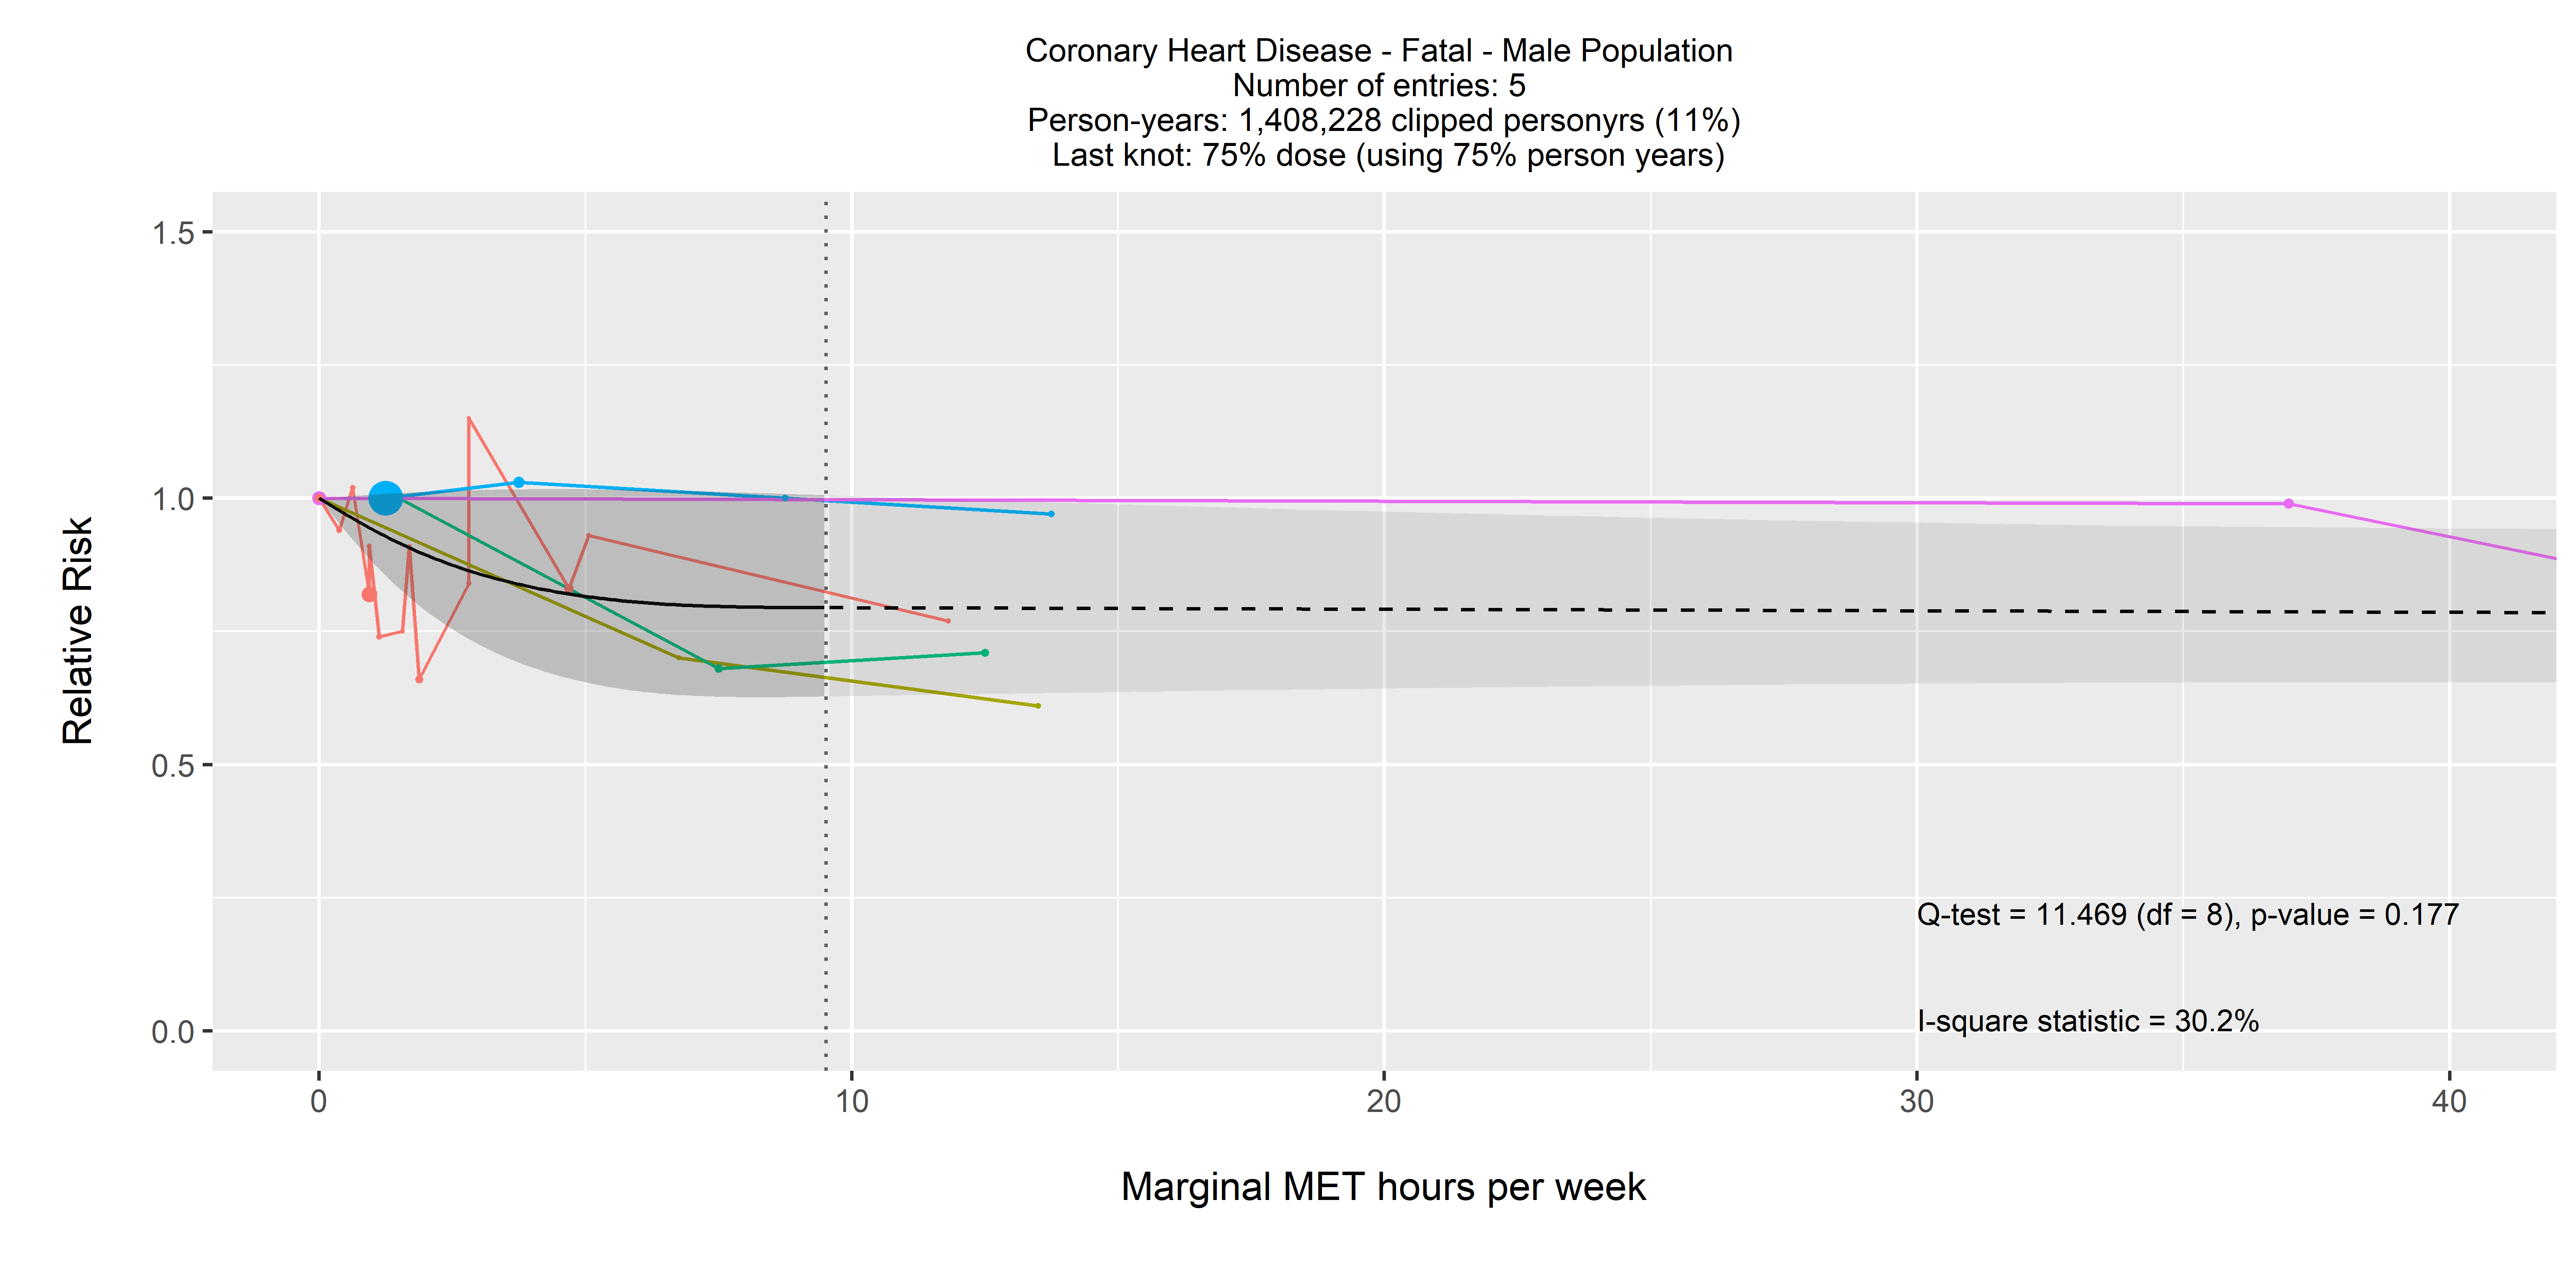 Coronary Heart Disease - Fatal - Male Population
Number of entries: 5
Person-years: 1,408,228 clipped personyrs (11%)
Last knot: 75% dose (using 75% person years)
1.5
1.0
0.5
0.0
Relative Risk
Q-test = 11.469 (df = 8), p-value = 0.177
I-square statistic = 30.2%
0 10 20 30 40
Marginal MET hours per week